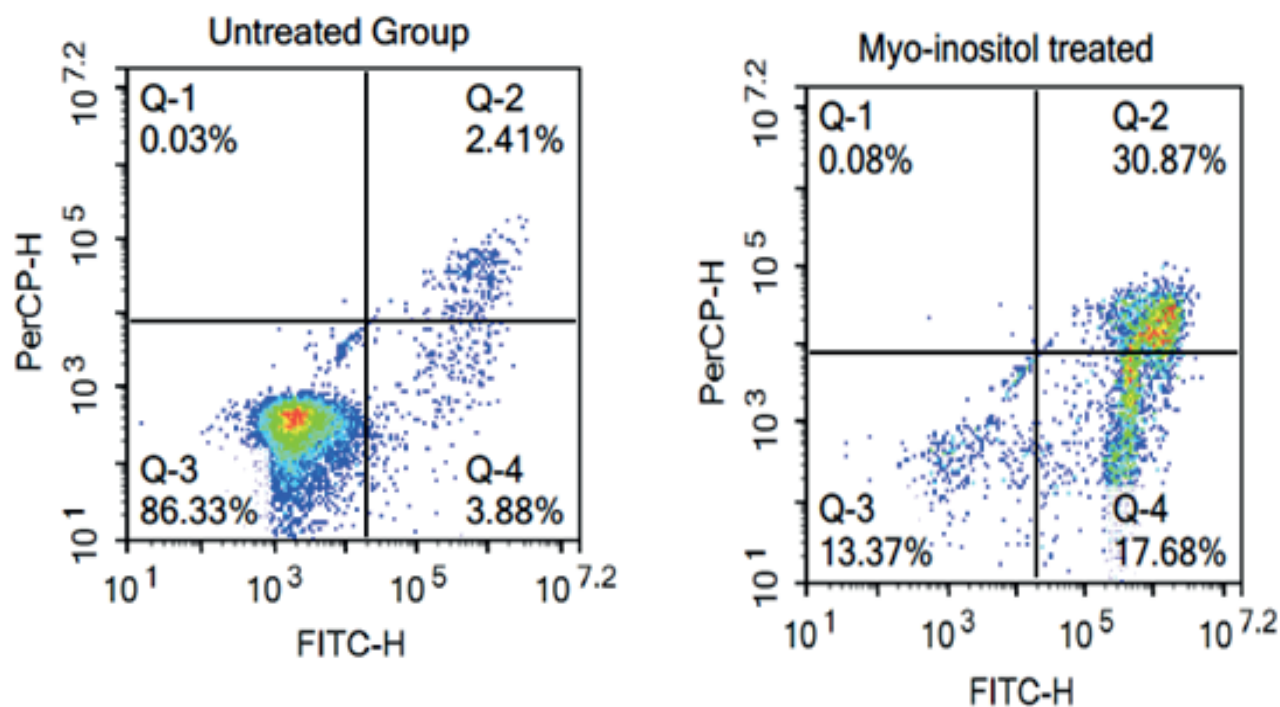 Untreated Group
10^7.2
Q-1
0.03%
Q-2
2.41%
10^5
PerCP-H
10^3
Q-3
86.33%
Q-4
3.88%
10^1
10^1 10^3 10^5 10^7.2
FITC-H
Myo-inositol treated
10^7.2
Q-1
0.08%
Q-2
30.87%
10^5
PerCP-H
10^3
Q-3
13.37%
Q-4
17.68%
10^1
10^1 10^3 10^5 10^7.2
FITC-H